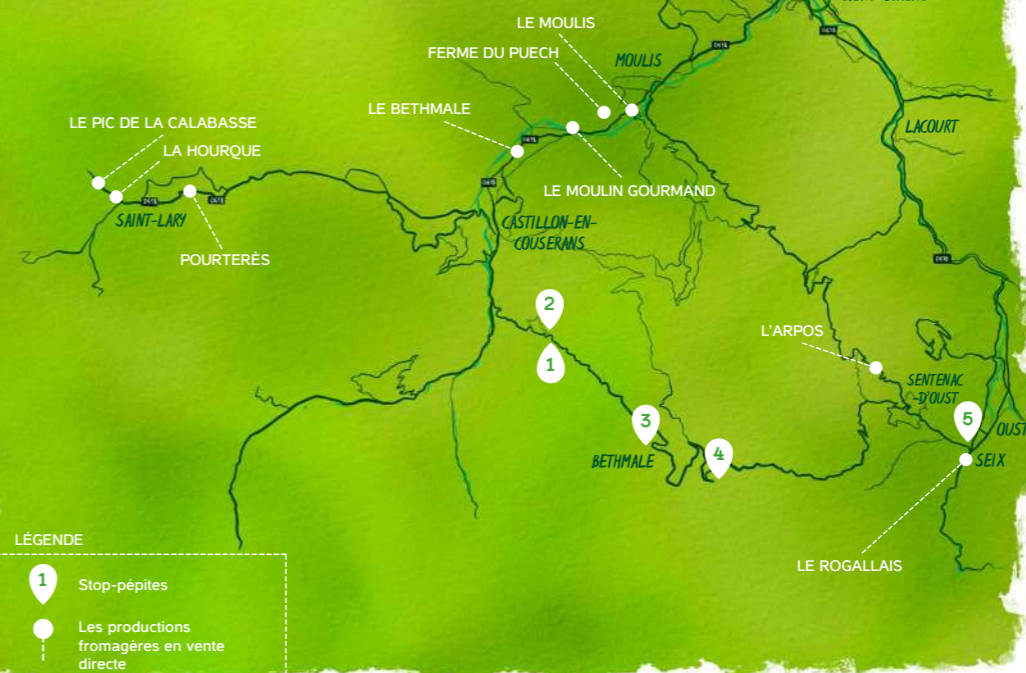 LE MOULIS
FERME DU PUECH
MOULIS
LE BETHMALE
LE PIC DE LA CALABASSE
LA HOURQUE
LACOURT
LE MOULIN GOURMAND
SAINT-LARY
CASTILLON-EN-
COUSERANS
POURTERÈS
2
1
L'ARPOS
SENTENAC
-D'OUST
3
5
OUST
4
BETHMALE
SEIX
LE ROGALLAIS
LÉGENDE
1
Stop-pépites
Les productions
fromagères en vente
directe